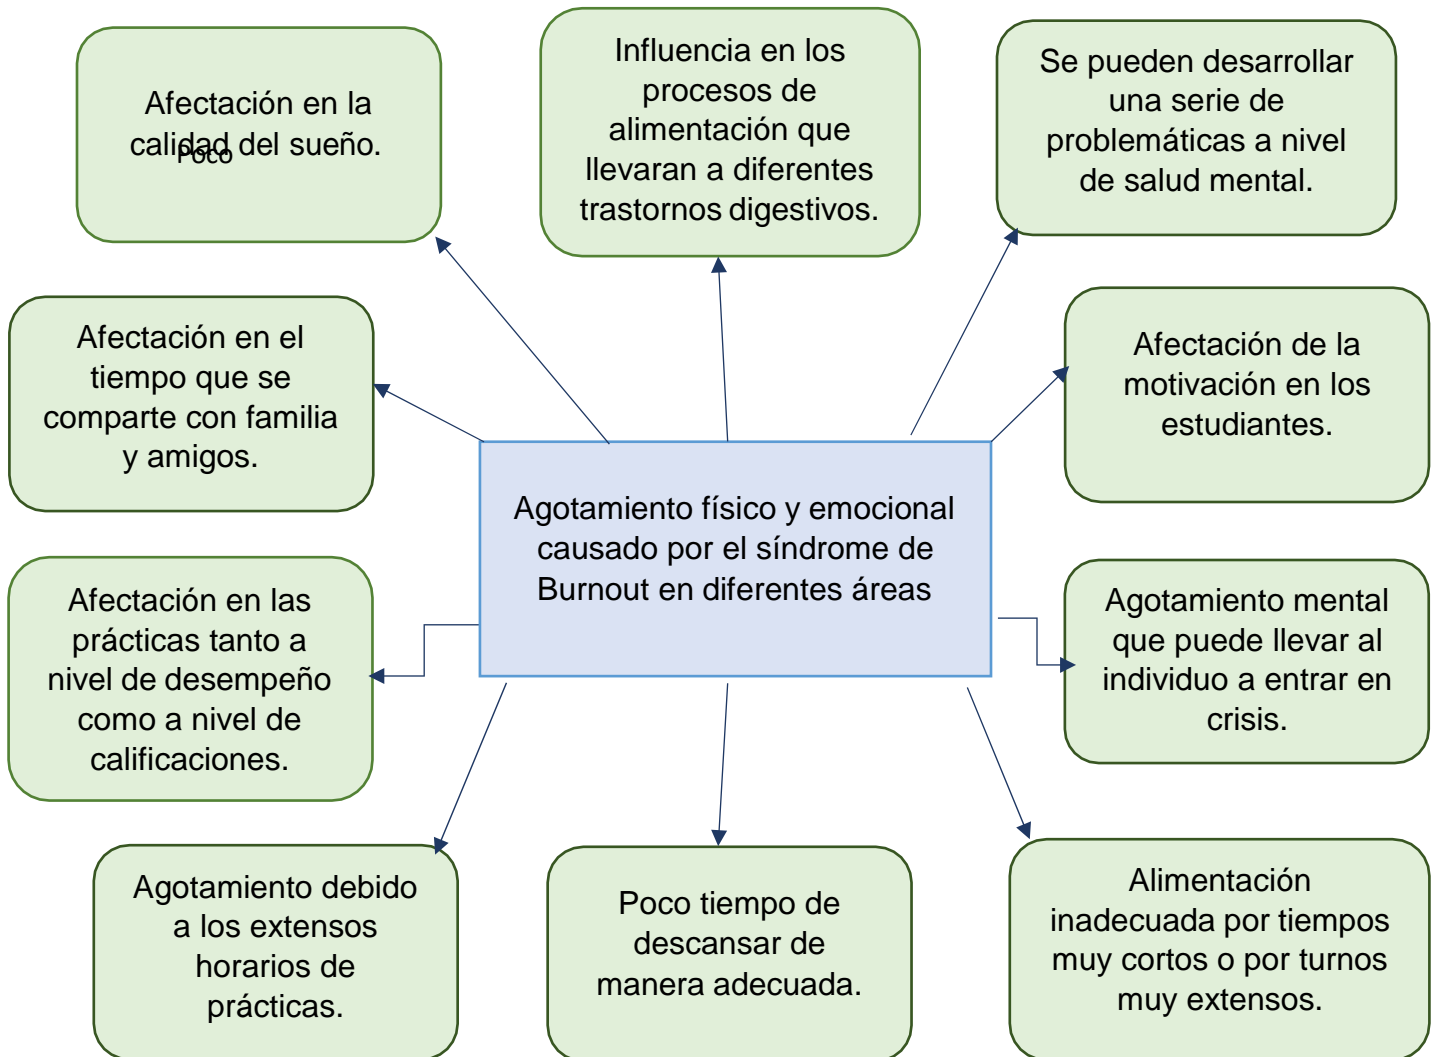 Afectación en la
calidad del sueño.
Poco
Influencia en los
procesos de
alimentación que
llevaran a diferentes
trastornos digestivos.
Se pueden desarrollar
una serie de
problemáticas a nivel
de salud mental.
Afectación en el
tiempo que se
comparte con familia
y amigos.
Afectación de la
motivación en los
estudiantes.
Agotamiento físico y emocional
causado por el síndrome de
Burnout en diferentes áreas
Afectación en las
prácticas tanto a
nivel de desempeño
como a nivel de
calificaciones.
Agotamiento mental
que puede llevar al
individuo a entrar en
crisis.
Agotamiento debido
a los extensos
horarios de
prácticas.
Poco tiempo de
descansar de
manera adecuada.
Alimentación
inadecuada por tiempos
muy cortos o por turnos
muy extensos.